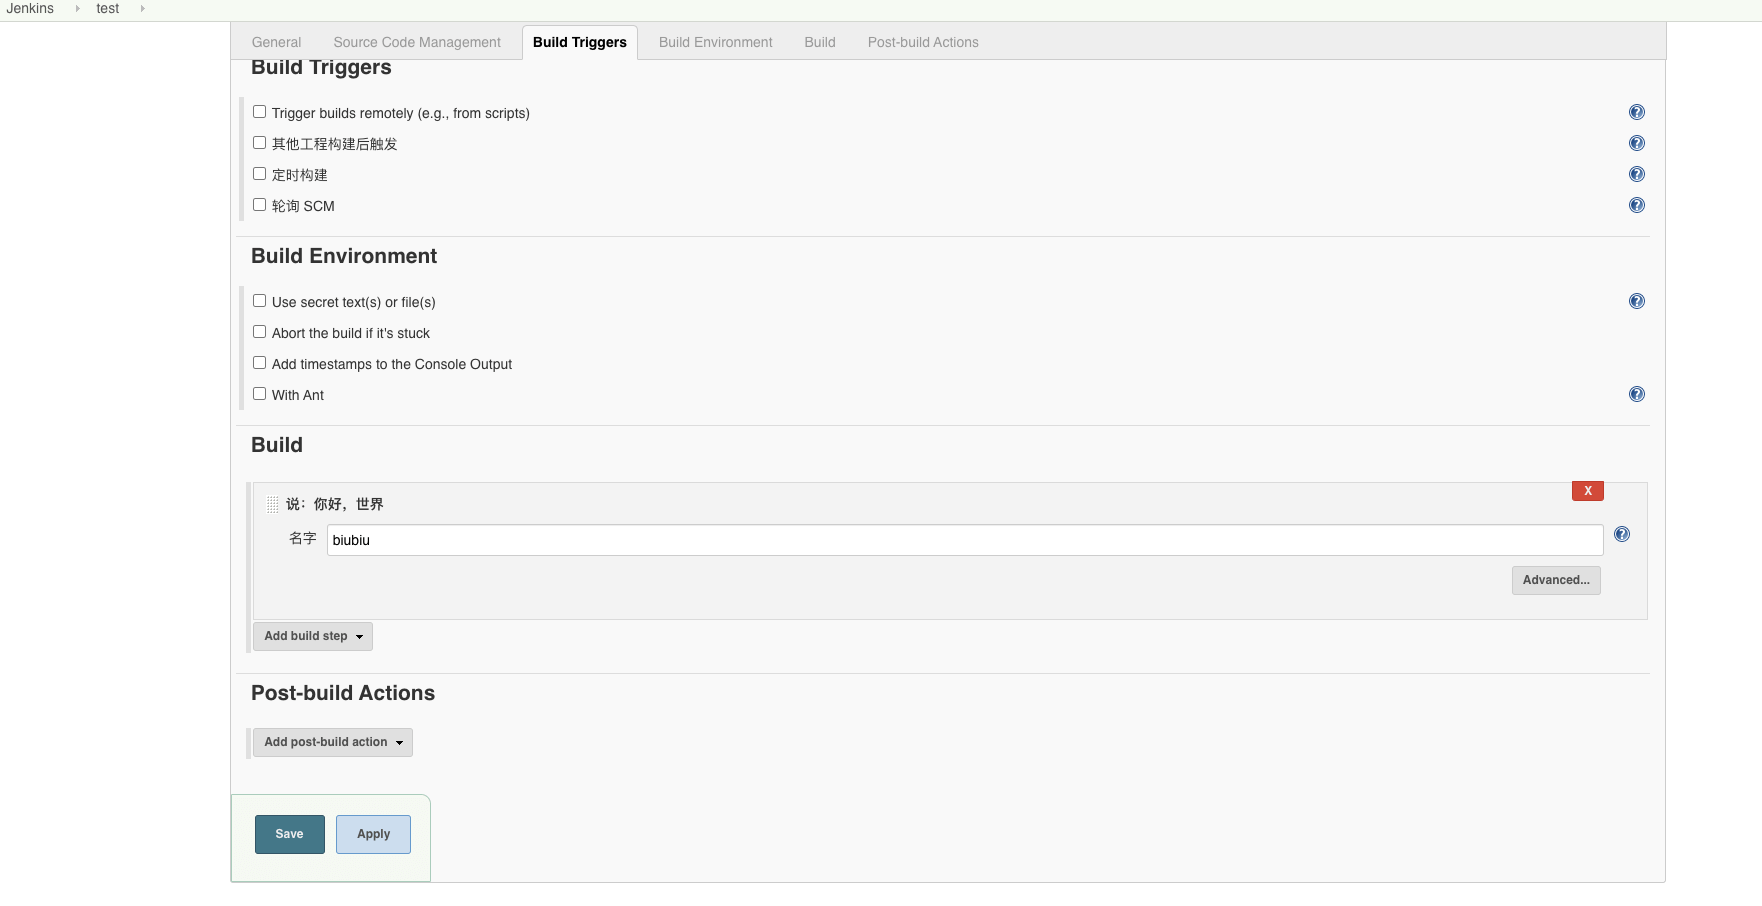 Jenkins test
General Source Code Management Build Triggers Build Environment Build Post-build Actions
Build Triggers
Trigger builds remotely (e.g., from scripts)
其他工程构建后触发
定时构建
轮询 SCM
Build Environment
Use secret text(s) or file(s)
Abort the build if it's stuck
Add timestamps to the Console Output
With Ant
Build
X
说：你好，世界
名字 biubiu
Advanced...
Add build step
Post-build Actions
Add post-build action
Save Apply